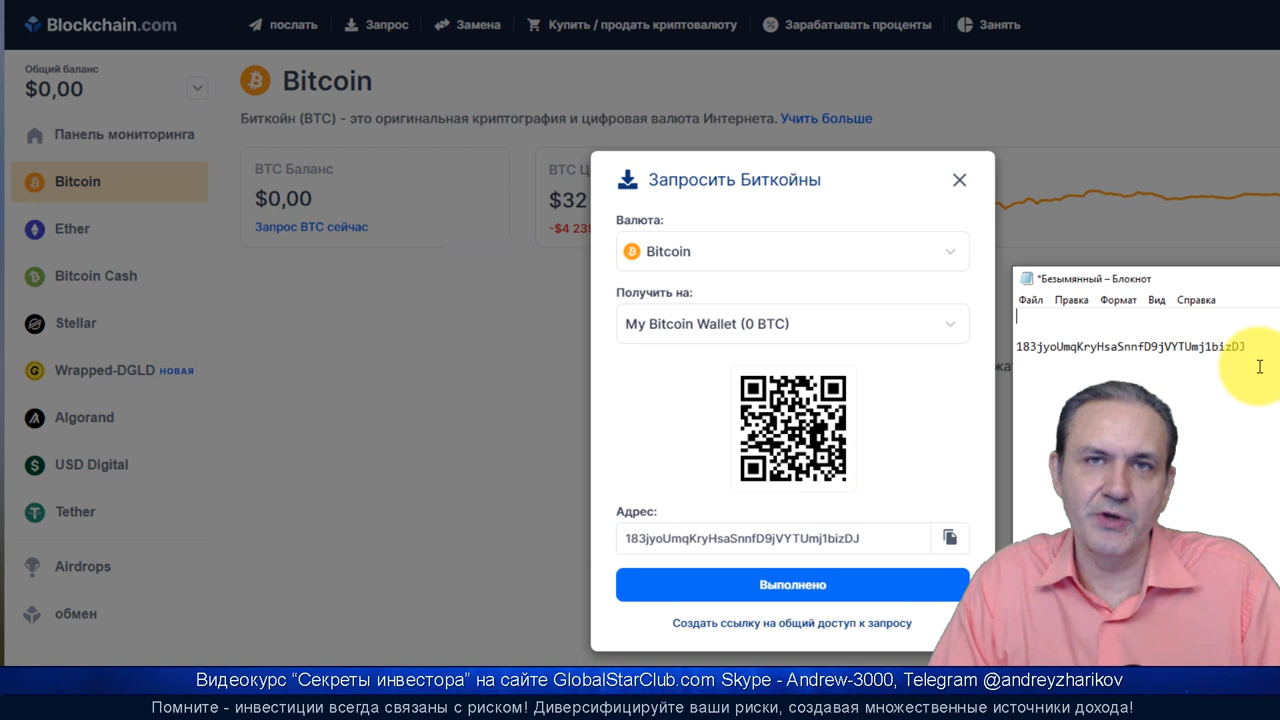 Blockchain.com
послать
Запрос
Замена
Купить / продать криптовалюту
Зарабатывать проценты
Занять
Общий баланс
$0,00
Панель мониторинга
Bitcoin
Ether
Bitcoin Cash
Stellar
Wrapped-DGLD НОВАЯ
Algorand
USD Digital
Tether
Airdrops
обмен
Bitcoin
Биткойн (BTC) - это оригинальная криптография и цифровая валюта Интернета. Учить больше
BTC Баланс
$0,00
Запрос BTC сейчас
BTC Ц
$32
-$4 239
Запросить Биткойны
Валюта:
Bitcoin
Получить на:
My Bitcoin Wallet (0 BTC)
Адрес:
183jyoUmqKryHsaSnnfD9jVYTUmj1bizDJ
Выполнено
Создать ссылку на общий доступ к запросу
*Безымянный – Блокнот
Файл Правка Формат Вид Справка
183jyoUmqKryHsaSnnfD9jVYTUmj1bizDJ
Видеокурс “Секреты инвестора” на сайте GlobalStarClub.com Skype - Andrew-3000, Telegram @andreyzharikov
Помните - инвестиции всегда связаны с риском! Диверсифицируйте ваши риски, создавая множественные источники дохода!